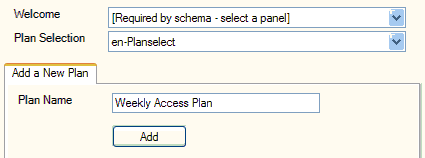 Welcome [Required by schema - select a panel]
Plan Selection en-Planselect
Add a New Plan
Plan Name Weekly Access Plan
Add